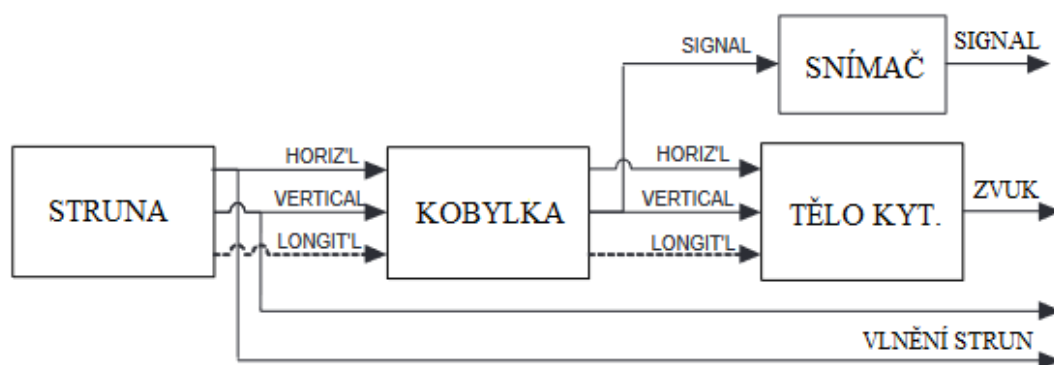 SIGNAL
SNÍMAČ
SIGNAL
STRUNA
HORIZ'L
VERTICAL
LONGIT'L
KOBYLKA
HORIZ'L
VERTICAL
LONGIT'L
TĚLO KYT.
ZVUK
VLNĚNÍ STRUN